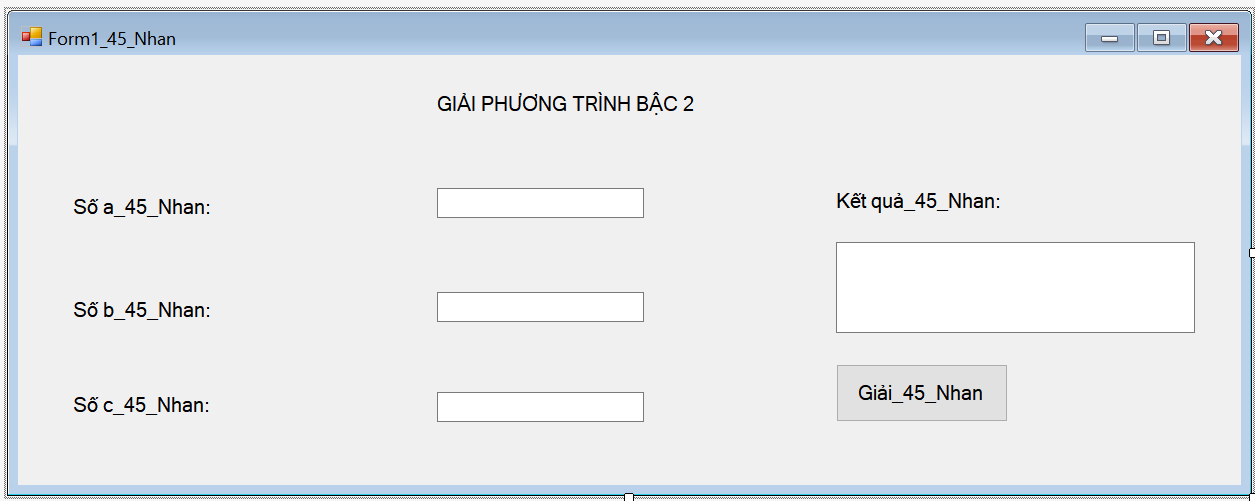 Form1_45_Nhan
GIẢI PHƯƠNG TRÌNH BẬC 2
Số a_45_Nhan:
Kết quả_45_Nhan:
Số b_45_Nhan:
Giải_45_Nhan
Số c_45_Nhan: